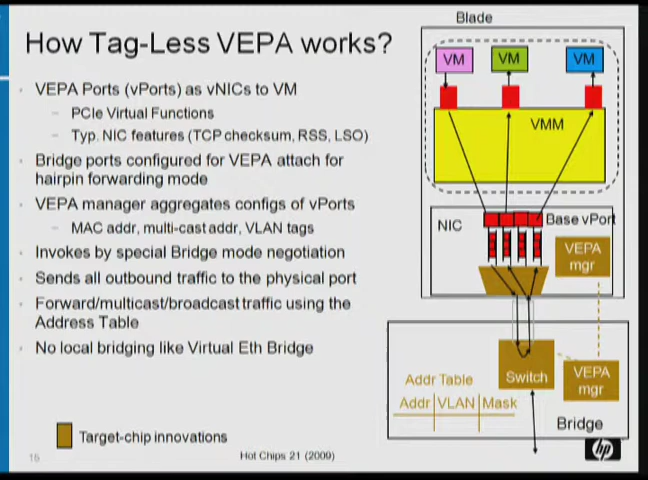 Blade
How Tag-Less VEPA works?
VEPA Ports (vPorts) as vNICs to VM
PCIe Virtual Functions
Typ. NIC features (TCP checksum, RSS, LSO)
Bridge ports configured for VEPA attach for
hairpin forwarding mode
VEPA manager aggregates configs of vPorts
MAC addr, multi-cast addr, VLAN tags
Invokes by special Bridge mode negotiation
Sends all outbound traffic to the physical port
Forward/multicast/broadcast traffic using the
Address Table
No local bridging like Virtual Eth Bridge
VM
VM
VM
VMM
NIC
Base vPort
VEPA
mgr
Addr Table
Addr VLAN Mask
Switch
VEPA
mgr
Bridge
Target-chip innovations
15
Hot Chips 21 (2009)
hp